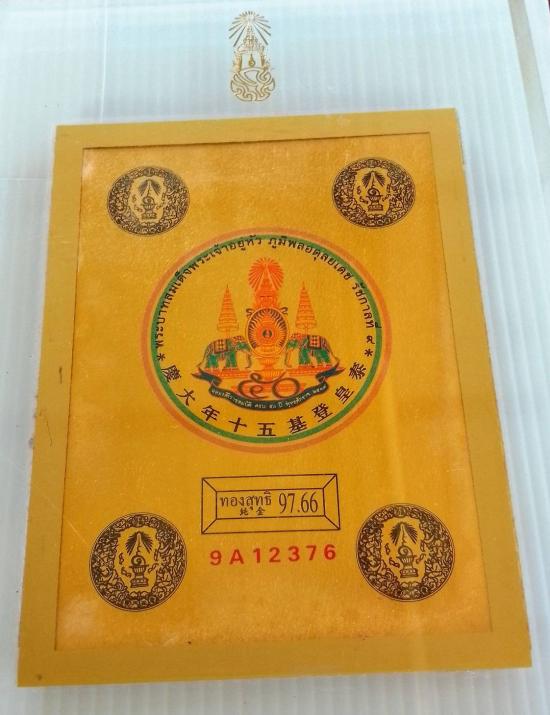 * พระบาทสมเด็จพระเจ้าอยู่หัว ภูมิพลอดุลยเดช รัชกาลที่ ๙ *
泰皇登基五十年大慶
๕๐
ทองสุทธิ 97.66
純金
9A12376